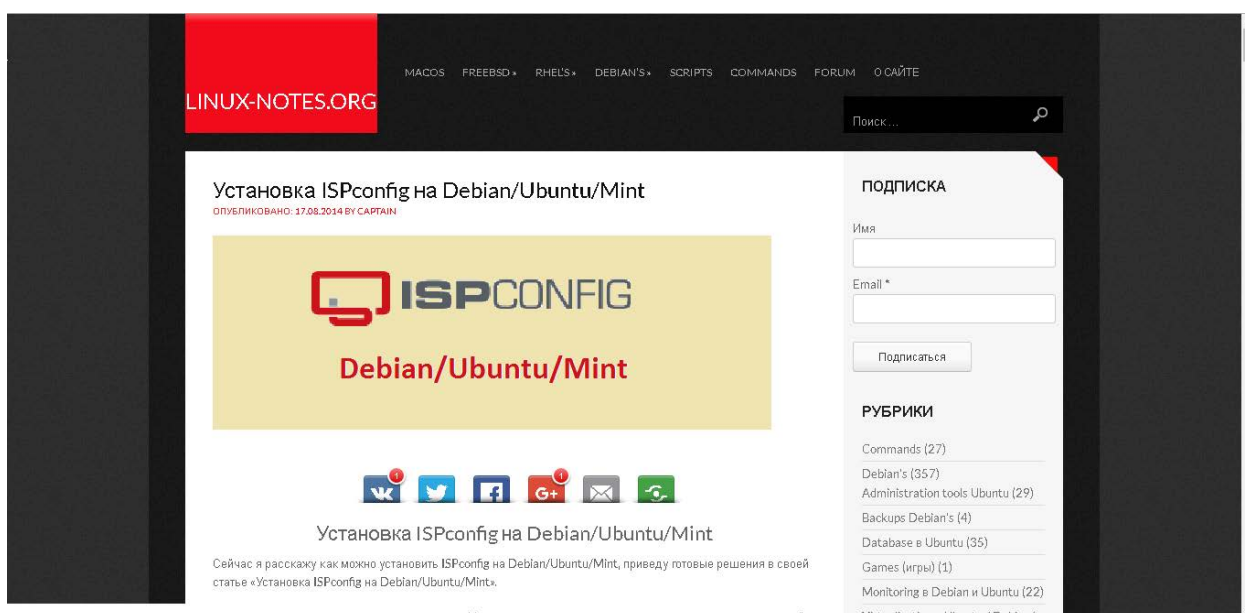 MACOS FREEBSD » RHEL'S » DEBIAN'S » SCRIPTS COMMANDS FORUM О САЙТЕ
LINUX-NOTES.ORG
Поиск ...
Установка ISPconfig на Debian/Ubuntu/Mint
ОПУБЛИКОВАНО: 17.08.2014 BY CAPTAIN
ISPCONFIG
Debian/Ubuntu/Mint
1
1
G+
Установка ISPconfig на Debian/Ubuntu/Mint
Сейчас я расскажу как можно установить ISPconfig на Debian/Ubuntu/Mint, приведу готовые решения в своей
статье «Установка ISPconfig на Debian/Ubuntu/Mint».
ПОДПИСКА
Имя
Email *
Подписаться
РУБРИКИ
Commands (27)
Debian's (357)
Administration tools Ubuntu (29)
Backups Debian's (4)
Database в Ubuntu (35)
Games (игры) (1)
Monitoring в Debian и Ubuntu (22)